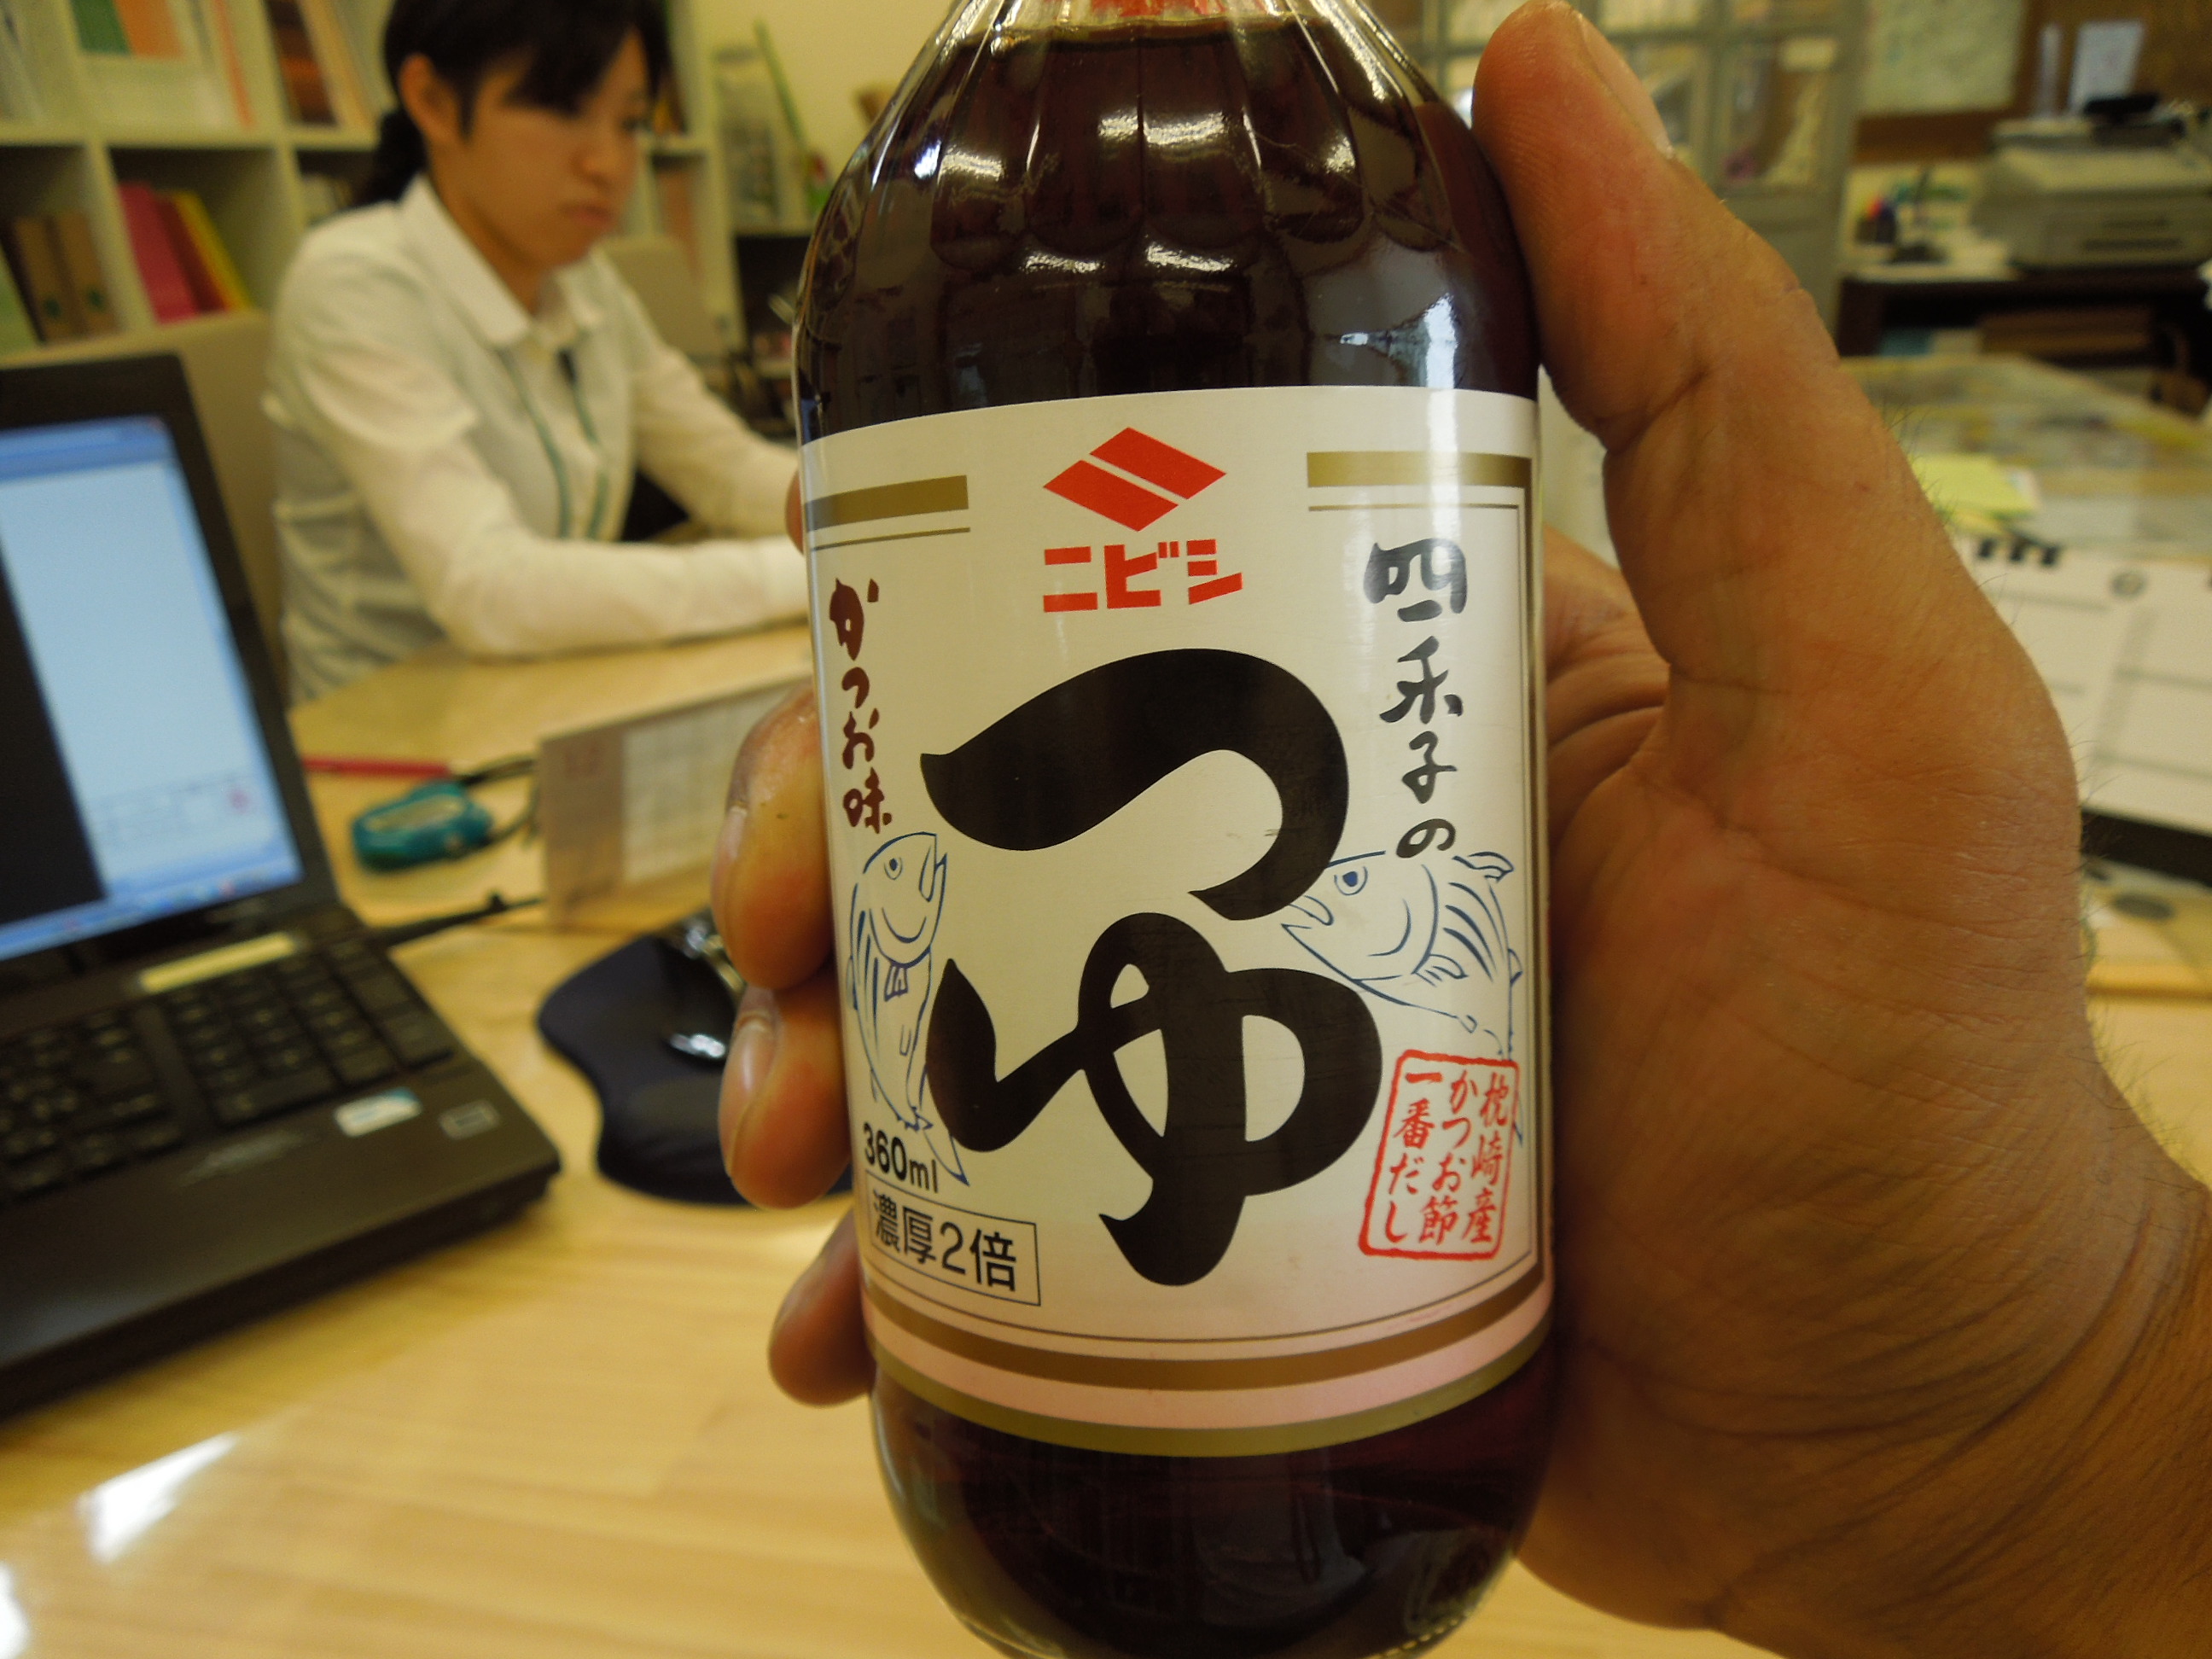 ニビシ
四季子の
つゆ
かつお味
枕崎産
かつお節
一番だし
360ml
濃厚2倍